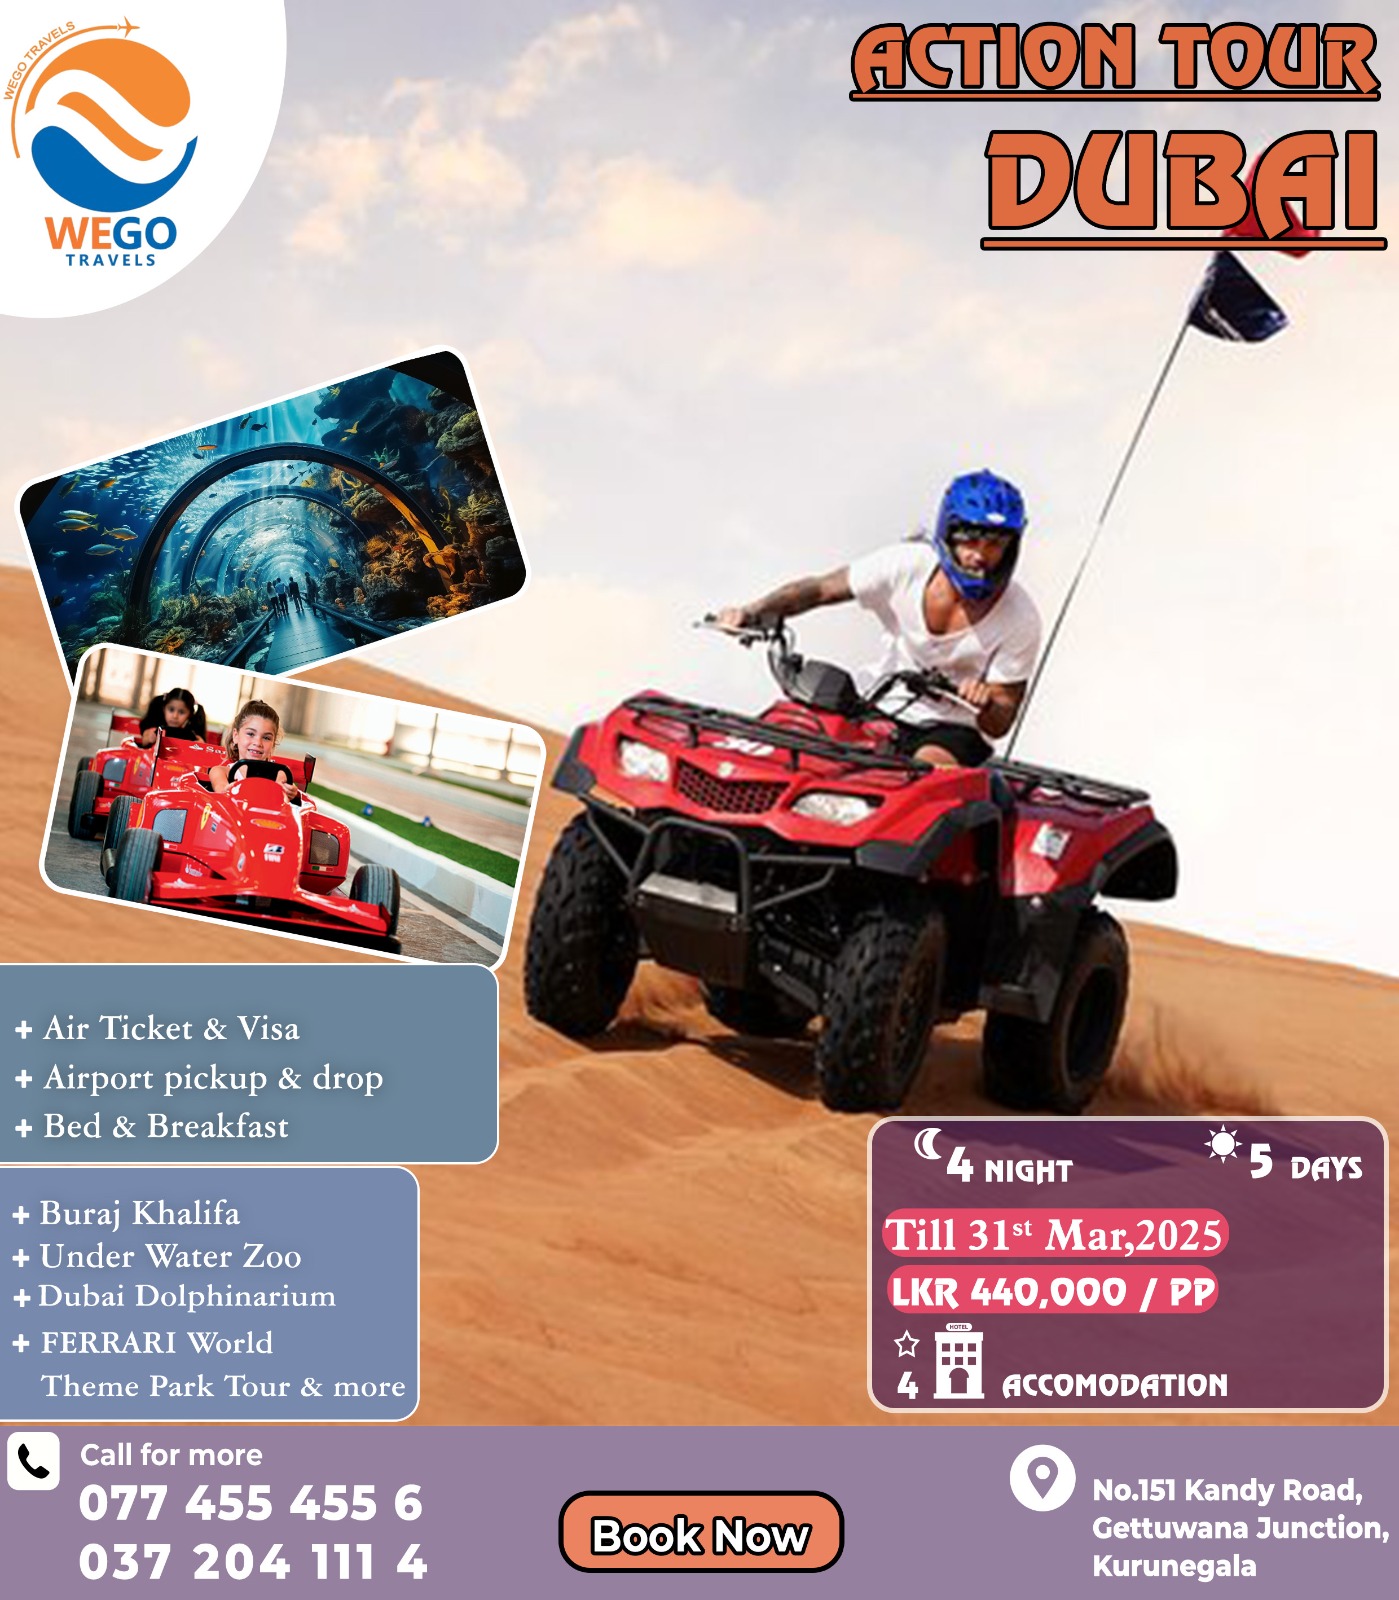 WEGO TRAVELS
WEGO
TRAVELS
ACTION TOUR
DUBAI
+ Air Ticket & Visa
+ Airport pickup & drop
+ Bed & Breakfast
+ Buraj Khalifa
+ Under Water Zoo
+ Dubai Dolphinarium
+ FERRARI World
Theme Park Tour & more
4 NIGHT
5 DAYS
Till 31st Mar,2025
LKR 440,000 / PP
HOTEL
4 ACCOMODATION
Call for more
077 455 455 6
037 204 111 4
Book Now
No.151 Kandy Road,
Gettuwana Junction,
Kurunegala